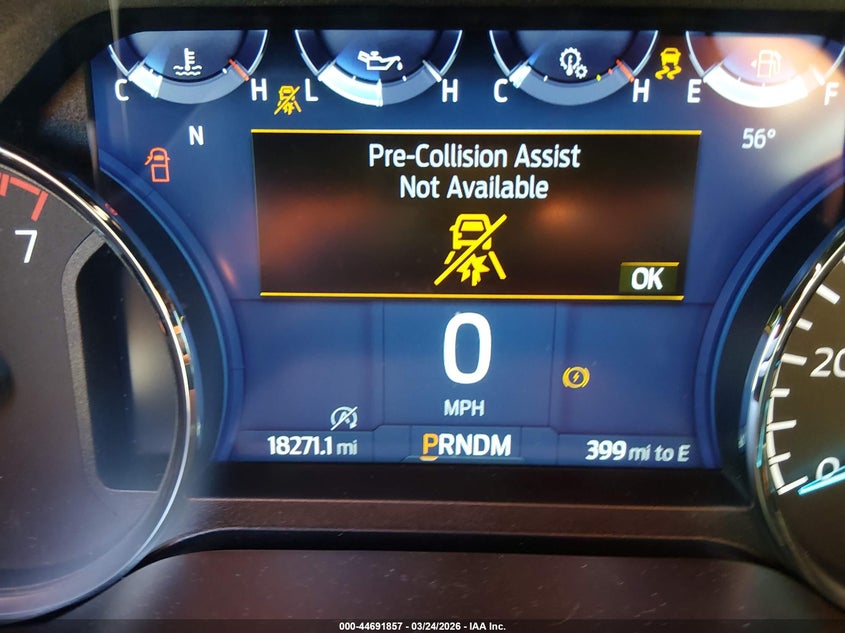 C H L H C H E F
N
56°
Pre-Collision Assist
Not Available
OK
7
0
MPH
20
0
18271.1 mi
PRNDM
399 mi to E
000-44691857 - 03/24/2026 - IAA Inc.